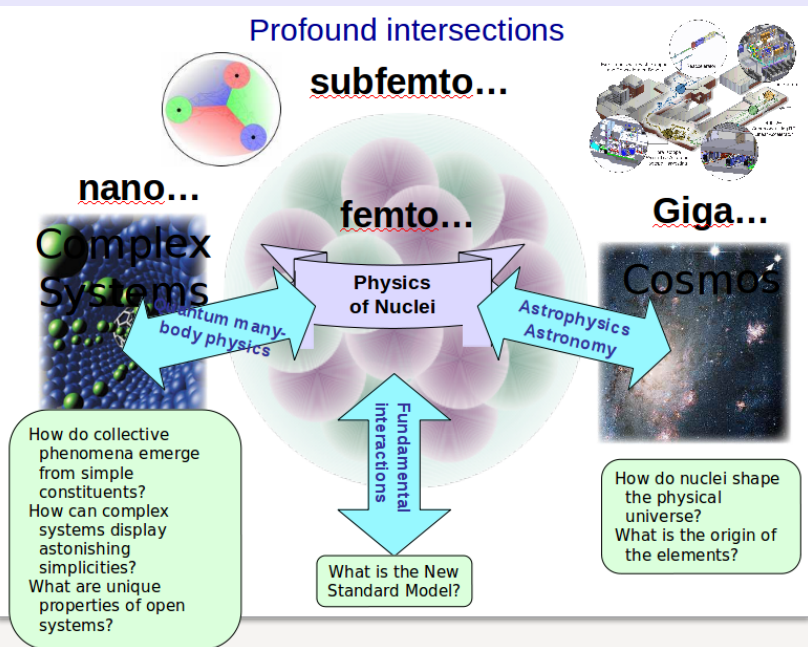 Profound intersections
subfemto...
nano...
femto...
Giga...
Complex
Systems
Cosmos
Physics
of Nuclei
Quantum many-
body physics
Astrophysics
Astronomy
Fundamental
interactions
How do collective
phenomena emerge
from simple
constituents?
How can complex
systems display
astonishing
simplicities?
What are unique
properties of open
systems?
What is the New
Standard Model?
How do nuclei shape
the physical
universe?
What is the origin of
the elements?